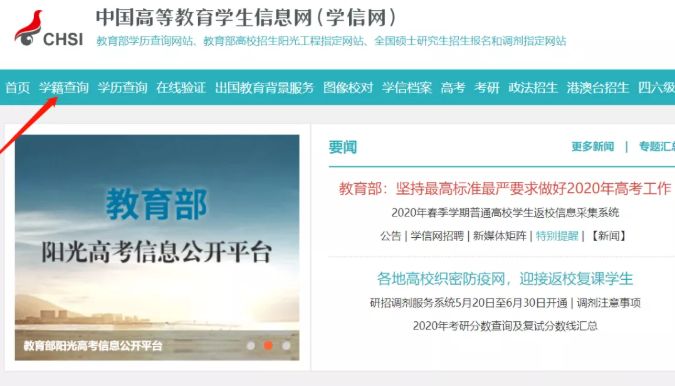 中国高等教育学生信息网(学信网)
CHSI
教育部学历查询网站、教育部高校招生阳光工程指定网站、全国硕士研究生招生报名和调剂指定网站
首页 学籍查询 学历查询 在线验证 出国教育背景服务 图像校对 学信档案 高考 考研 政法招生 港澳台招生 四六级
教育部
阳光高考信息公开平台
教育部阳光高考信息公开平台
要闻 更多新闻 | 专题汇总
教育部：坚持最高标准最严要求做好2020年高考工作
2020年春季学期普通高校学生返校信息采集系统
公告 | 学信网招聘 | 新媒体矩阵 | 特别提醒 | 【新闻】
各地高校织密防疫网，迎接返校复课学生
研招调剂服务系统5月20日至6月30日开通 | 调剂注意事项
2020年考研分数查询及复试分数线汇总